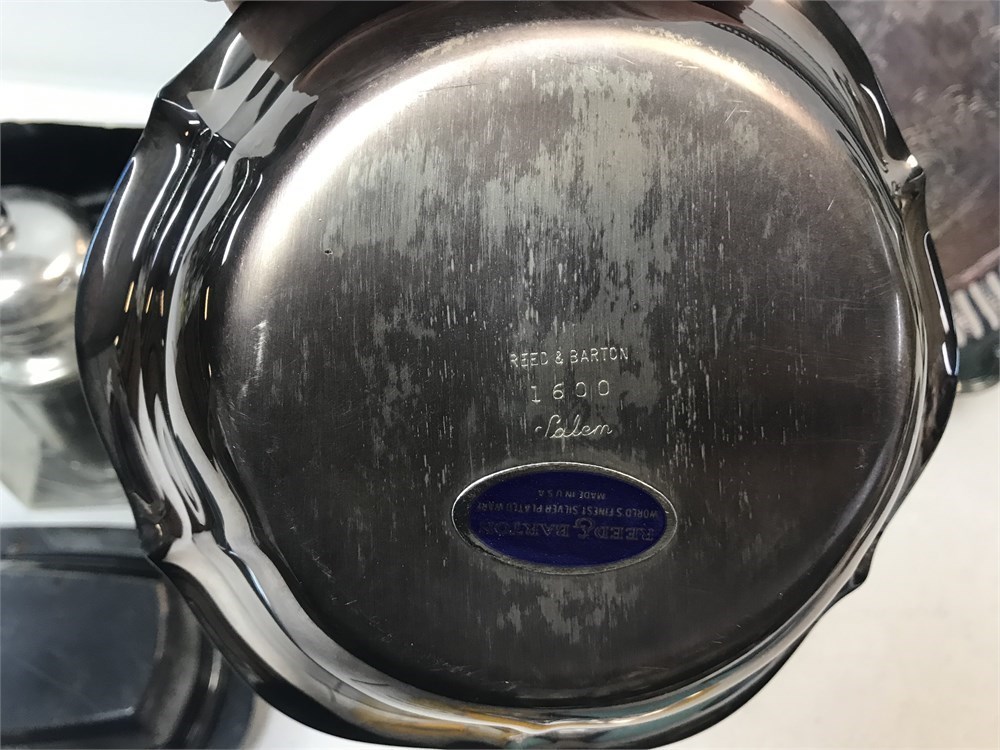 REED & BARTON
1600
Salem
REED & BARTON
WORLD'S FINEST SILVER PLATED WARE
MADE IN U.S.A